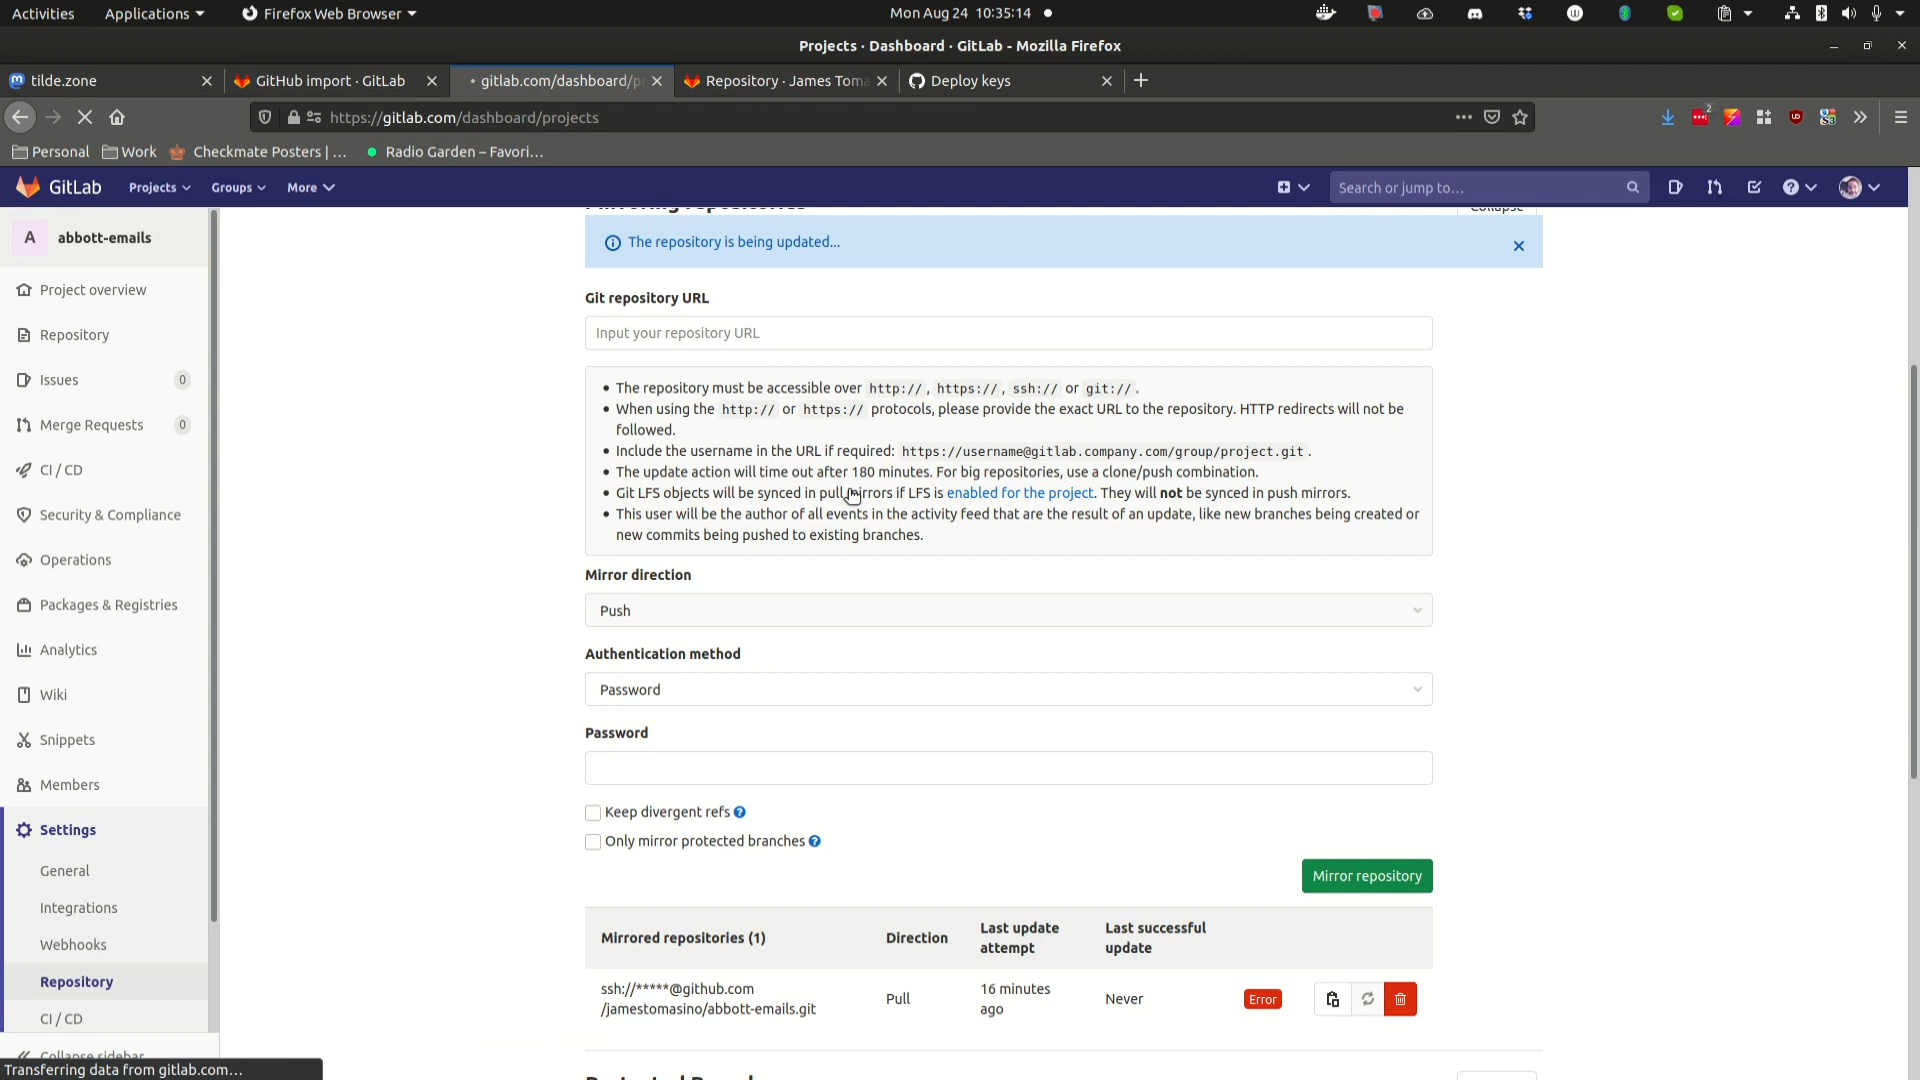 Activities Applications Firefox Web Browser Mon Aug 24 10:35:14
Projects · Dashboard · GitLab - Mozilla Firefox
tilde.zone GitHub import · GitLab gitlab.com/dashboard/pr Repository · James Toma Deploy keys
https://gitlab.com/dashboard/projects
2
Personal Work Checkmate Posters | ... Radio Garden – Favori...
GitLab Projects Groups More Search or jump to...
A abbott-emails
Project overview
Repository
Issues 0
Merge Requests 0
CI / CD
Security & Compliance
Operations
Packages & Registries
Analytics
Wiki
Snippets
Members
Settings
General
Integrations
Webhooks
Repository
CI / CD
Collapse sidebar
Transferring data from gitlab.com...
Mirroring repositories
Collapse
The repository is being updated...
Git repository URL
Input your repository URL
The repository must be accessible over http://, https://, ssh:// or git://.
When using the http:// or https:// protocols, please provide the exact URL to the repository. HTTP redirects will not be
followed.
Include the username in the URL if required: https://username@gitlab.company.com/group/project.git.
The update action will time out after 180 minutes. For big repositories, use a clone/push combination.
Git LFS objects will be synced in pull mirrors if LFS is enabled for the project. They will not be synced in push mirrors.
This user will be the author of all events in the activity feed that are the result of an update, like new branches being created or
new commits being pushed to existing branches.
Mirror direction
Push
Authentication method
Password
Password
Keep divergent refs
Only mirror protected branches
Mirror repository
Mirrored repositories (1) Direction Last update attempt Last successful update
ssh://*****@github.com
/jamestomasino/abbott-emails.git
Pull
16 minutes
ago
Never
Error